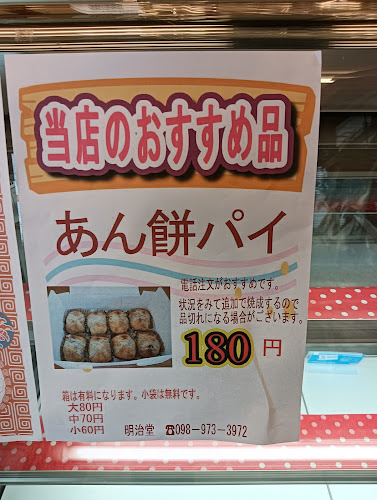 当店のおすすめ品
あん餅パイ
電話注文がおすすめです。
状況をみて追加で焼成するので
品切れになる場合がございます。
180円
箱は有料になります。小袋は無料です。
大80円
中70円
小60円 明治堂 ☎098-973-3972